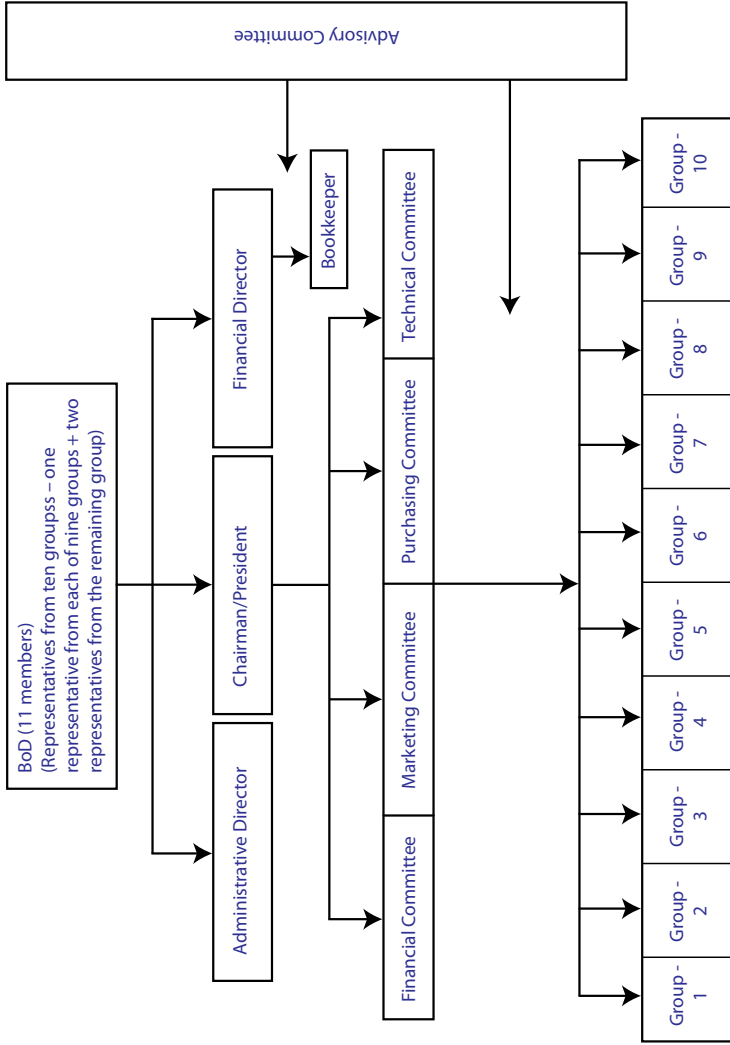 Advisory Committee
BoD (11 members)
(Representatives from ten groupss – one
representative from each of nine groups + two
representatives from the remaining group)
Administrative Director
Chairman/President
Financial Director
Bookkeeper
Financial Committee
Marketing Committee
Purchasing Committee
Technical Committee
Group -
1
Group -
2
Group -
3
Group -
4
Group -
5
Group -
6
Group -
7
Group -
8
Group -
9
Group -
10